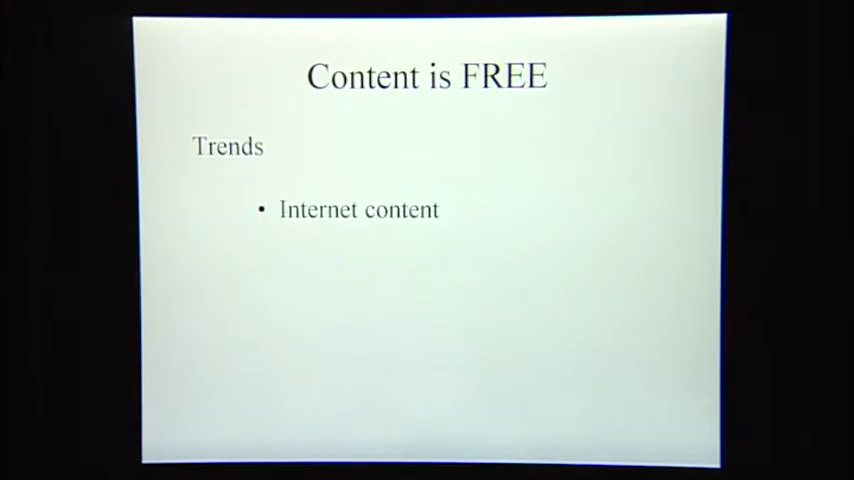 Content is FREE
Trends
• Internet content